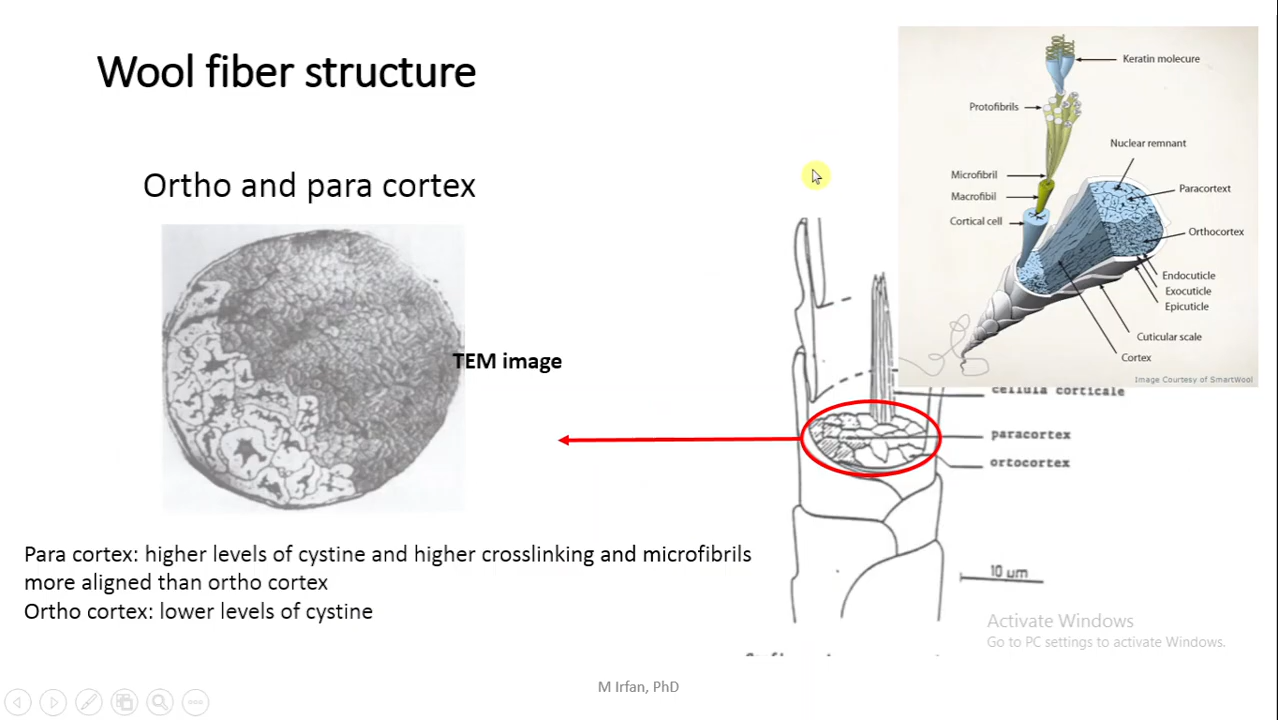 Wool fiber structure
Ortho and para cortex
TEM image
Para cortex: higher levels of cystine and higher crosslinking and microfibrils
more aligned than ortho cortex
Ortho cortex: lower levels of cystine
Keratin molecure
Protofibrils
Nuclear remnant
Microfibril
Paracortext
Macrofibil
Cortical cell
Orthocortex
Endocuticle
Exocuticle
Epicuticle
Cuticular scale
Cortex
Image Courtesy of SmartWool
cellula corticale
paracortex
ortocortex
10 um
Activate Windows
Go to PC settings to activate Windows.
M Irfan, PhD